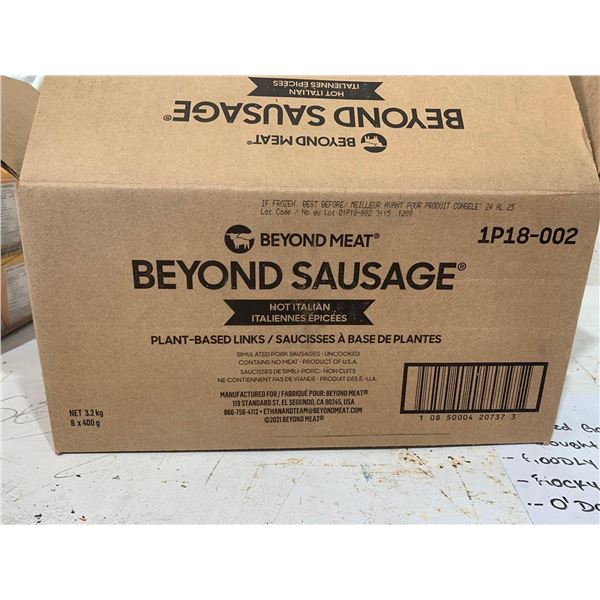 HOT ITALIAN
ITALIENNES ÉPICÉES
BEYOND SAUSAGE®
BEYOND MEAT®
IF FROZEN, BEST BEFORE/ MEILLEUR AVANT POUR PRODUIT CONGELE' 24 AL 25
Lot Code / No. du Lot 01P18-002 3115 1200
BEYOND MEAT®
1P18-002
BEYOND SAUSAGE®
HOT ITALIAN
ITALIENNES ÉPICÉES
PLANT-BASED LINKS / SAUCISSES À BASE DE PLANTES
SIMULATED PORK SAUSAGES · UNCOOKED
CONTAINS NO MEAT · PRODUCT OF U.S.A.
SAUCISSES DE SIMILI-PORC · NON CUITS
NE CONTIENNENT PAS DE VIANDE · PRODUIT DES É.-U.A.
MANUFACTURED FOR / FABRIQUÉ POUR: BEYOND MEAT®
119 STANDARD ST, EL SEGUNDO, CA 90245, USA
866-756-4112 · ETHANANDTEAM@BEYONDMEAT.COM
©2021 BEYOND MEAT®
NET 3.2 kg
8 x 400g
1 08 50004 20737 3